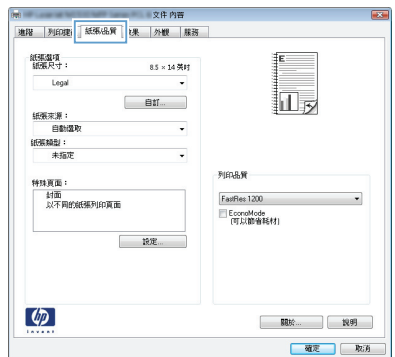 文件 內容
進階
列印捷
紙張/品質
效果
外觀
服務
紙張選項
紙張尺寸：
8.5 × 14 英吋
Legal
自訂...
紙張來源：
自動選取
紙張類型：
未指定
特殊頁面：
封面
以不同的紙張列印頁面
設定...
E
1
列印品質
FastRes 1200
EconoMode
(可以節省耗材)
hp
invent
關於...
說明
確定
取消